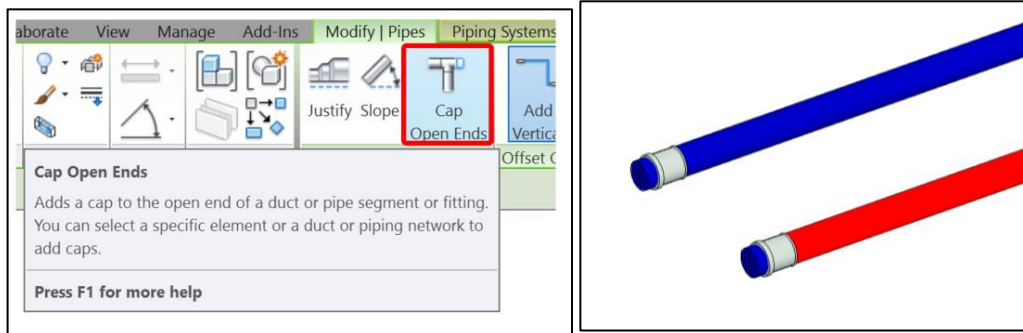 aborate View Manage Add-Ins Modify | Pipes Piping Systems
Justify Slope Cap Open Ends Add Vertica
Offset C
Cap Open Ends
Adds a cap to the open end of a duct or pipe segment or fitting.
You can select a specific element or a duct or piping network to
add caps.
Press F1 for more help